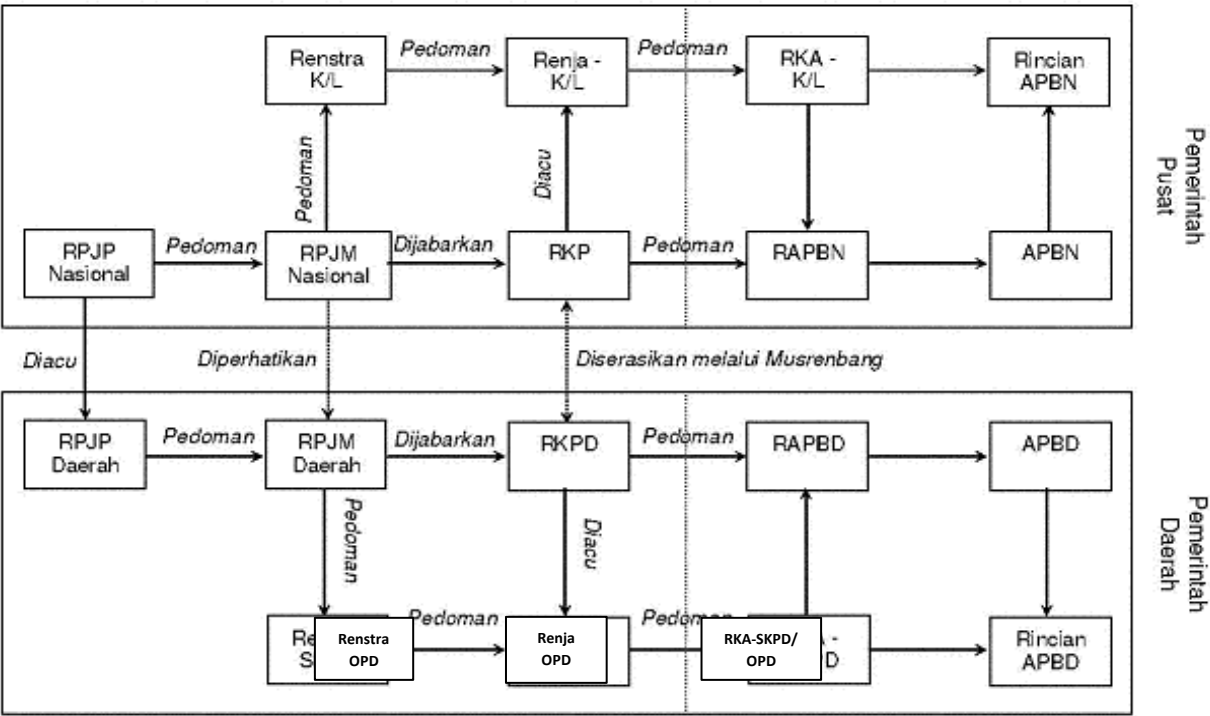 Renstra
K/L
Pedoman
Renja -
K/L
Pedoman
RKA -
K/L
Rincian
APBN
Pedoman
Diacu
Pemerintah
Pusat
RPJP
Nasional
Pedoman
RPJM
Nasional
Dijabarkan
RKP
Pedoman
RAPBN
APBN
Diacu
Diperhatikan
Diserasikan melalui Musrenbang
RPJP
Daerah
Pedoman
RPJM
Daerah
Dijabarkan
RKPD
Pedoman
RAPBD
APBD
Pedoman
Diacu
Pemerintah
Daerah
Renstra
OPD
Pedoman
Renja
OPD
RKA-SKPD/
OPD
Rincian
APBD